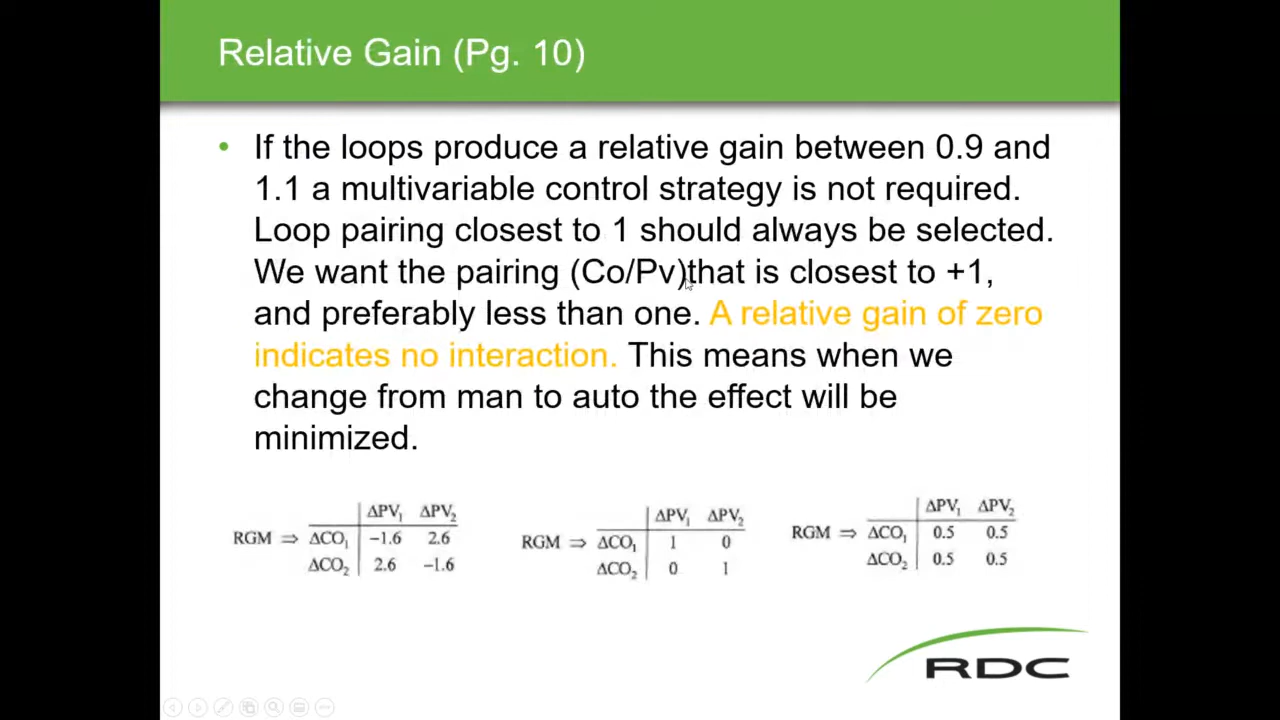 Relative Gain (Pg. 10)
• If the loops produce a relative gain between 0.9 and
1.1 a multivariable control strategy is not required.
Loop pairing closest to 1 should always be selected.
We want the pairing (Co/Pv)that is closest to +1,
and preferably less than one. A relative gain of zero
indicates no interaction. This means when we
change from man to auto the effect will be
minimized.
ΔPV₁ ΔPV₂
RGM ⇒ ΔCO₁ −1.6 2.6
ΔCO₂ 2.6 −1.6
ΔPV₁ ΔPV₂
RGM ⇒ ΔCO₁ 1 0
ΔCO₂ 0 1
ΔPV₁ ΔPV₂
RGM ⇒ ΔCO₁ 0.5 0.5
ΔCO₂ 0.5 0.5
RDC